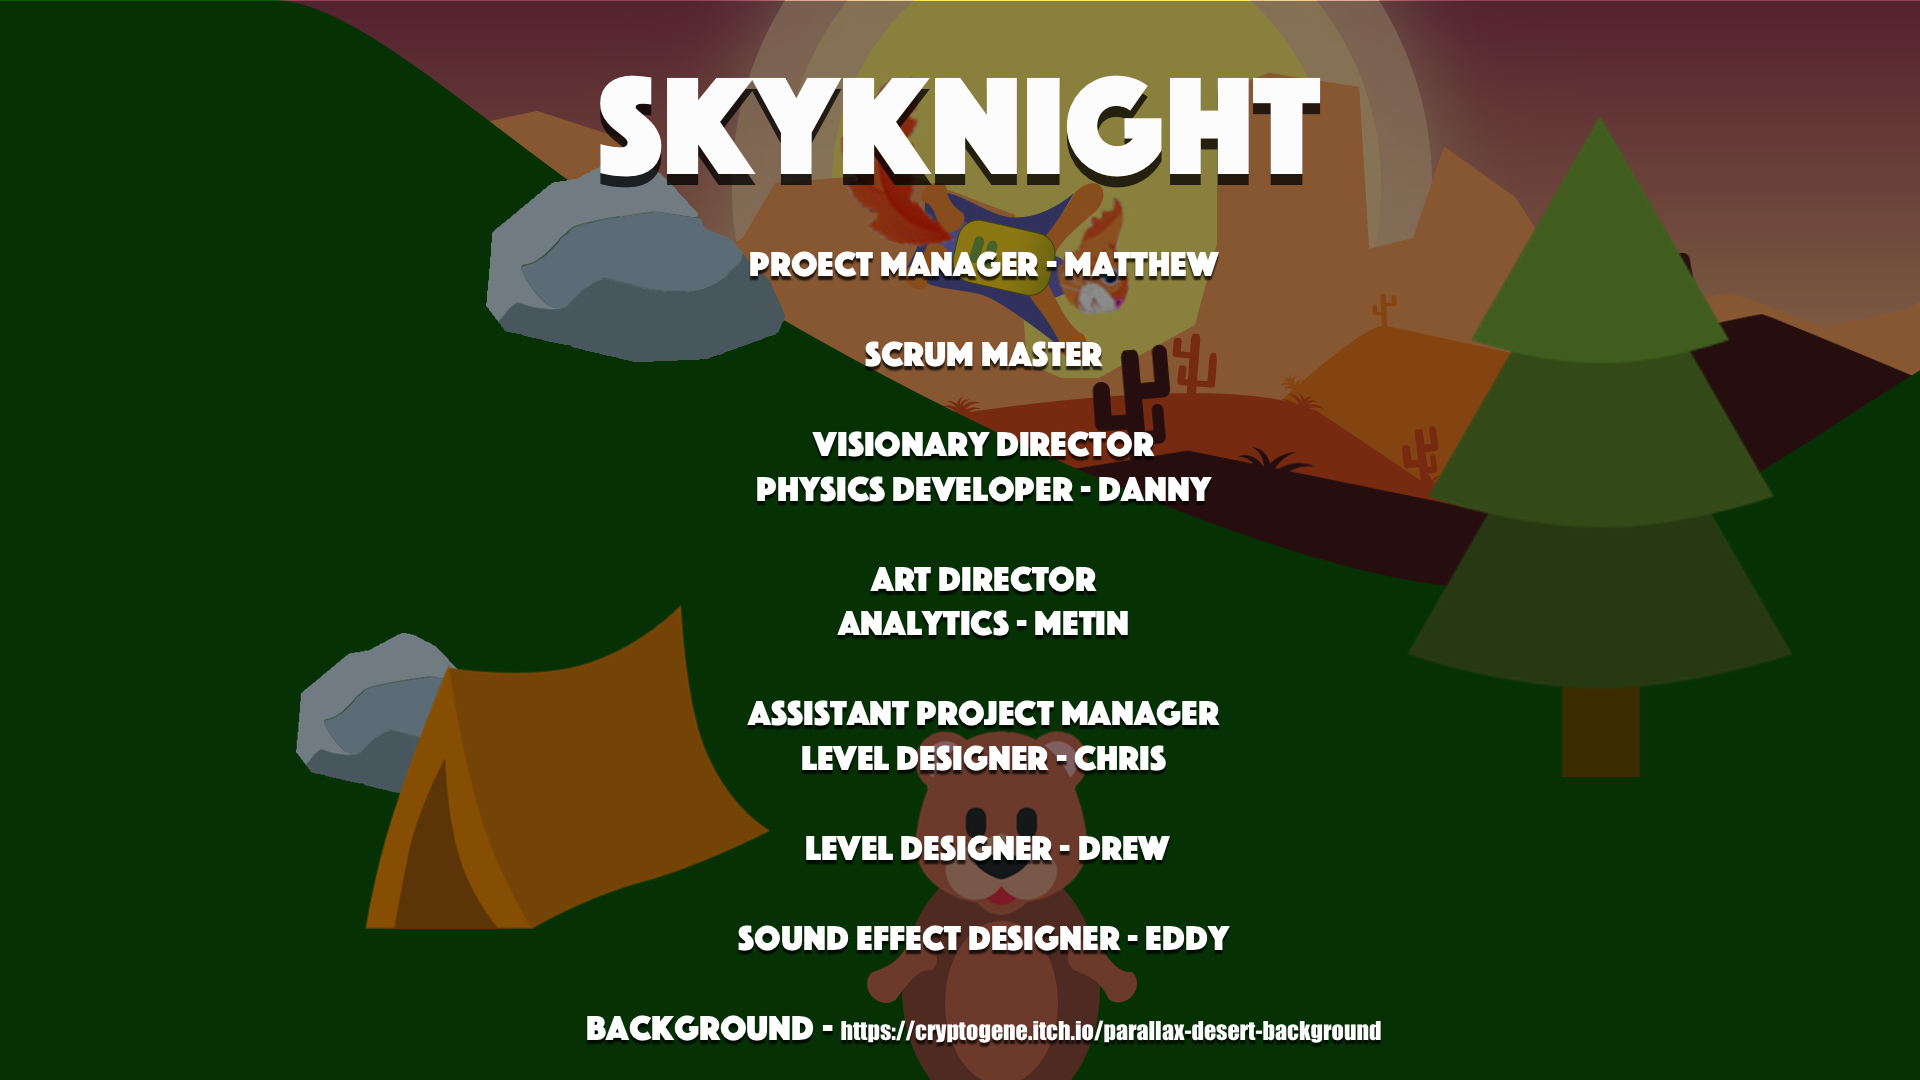 SKYKNIGHT
PROECT MANAGER - MATTHEW
SCRUM MASTER
VISIONARY DIRECTOR
PHYSICS DEVELOPER - DANNY
ART DIRECTOR
ANALYTICS - METIN
ASSISTANT PROJECT MANAGER
LEVEL DESIGNER - CHRIS
LEVEL DESIGNER - DREW
SOUND EFFECT DESIGNER - EDDY
BACKGROUND - https://cryptogene.itch.io/parallax-desert-background